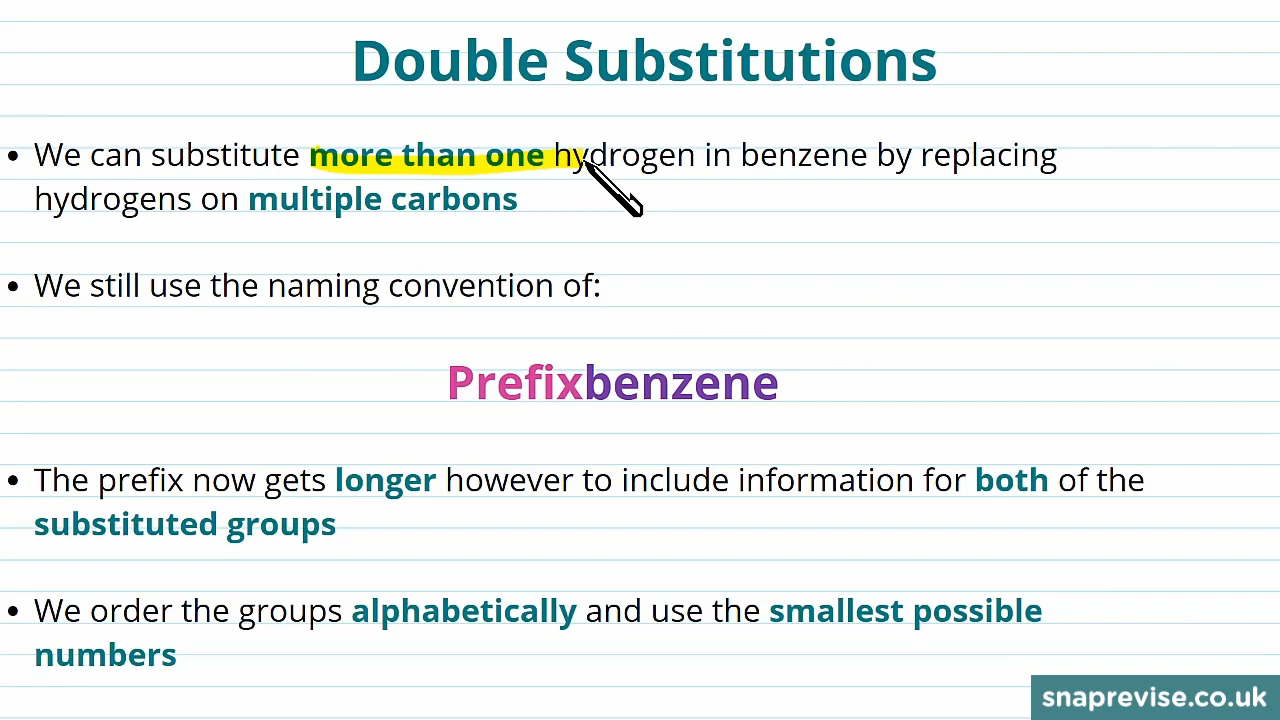 Double Substitutions
• We can substitute more than one hydrogen in benzene by replacing
hydrogens on multiple carbons
• We still use the naming convention of:
Prefixbenzene
• The prefix now gets longer however to include information for both of the
substituted groups
• We order the groups alphabetically and use the smallest possible
numbers
snaprevise.co.uk